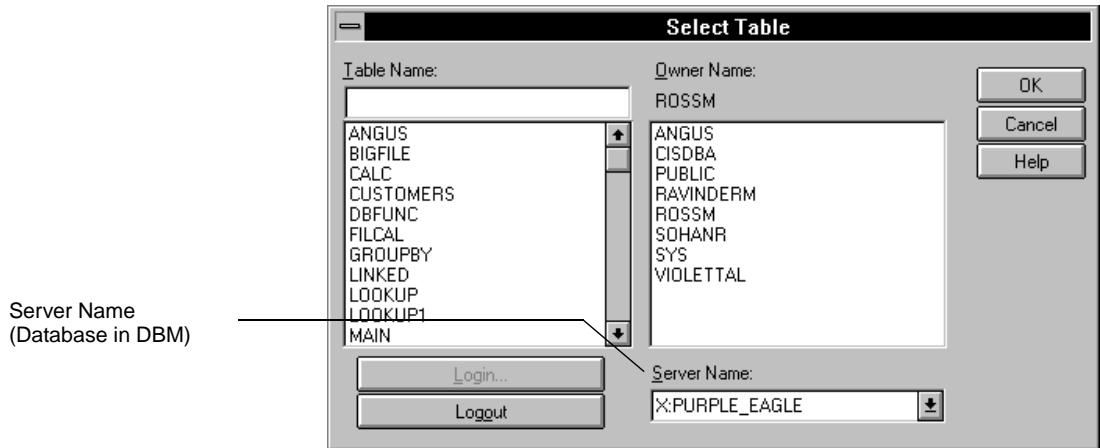 Select Table
Table Name:
ANGUS
BIGFILE
CALC
CUSTOMERS
DBFUNC
FILCAL
GROUPBY
LINKED
LOOKUP
LOOKUP1
MAIN
Login...
Logout
Owner Name:
ROSSM
ANGUS
CISDBA
PUBLIC
RAVINDERM
ROSSM
SOHANR
SYS
VIOLETTAL
Server Name:
X:PURPLE_EAGLE
OK
Cancel
Help
Server Name
(Database in DBM)